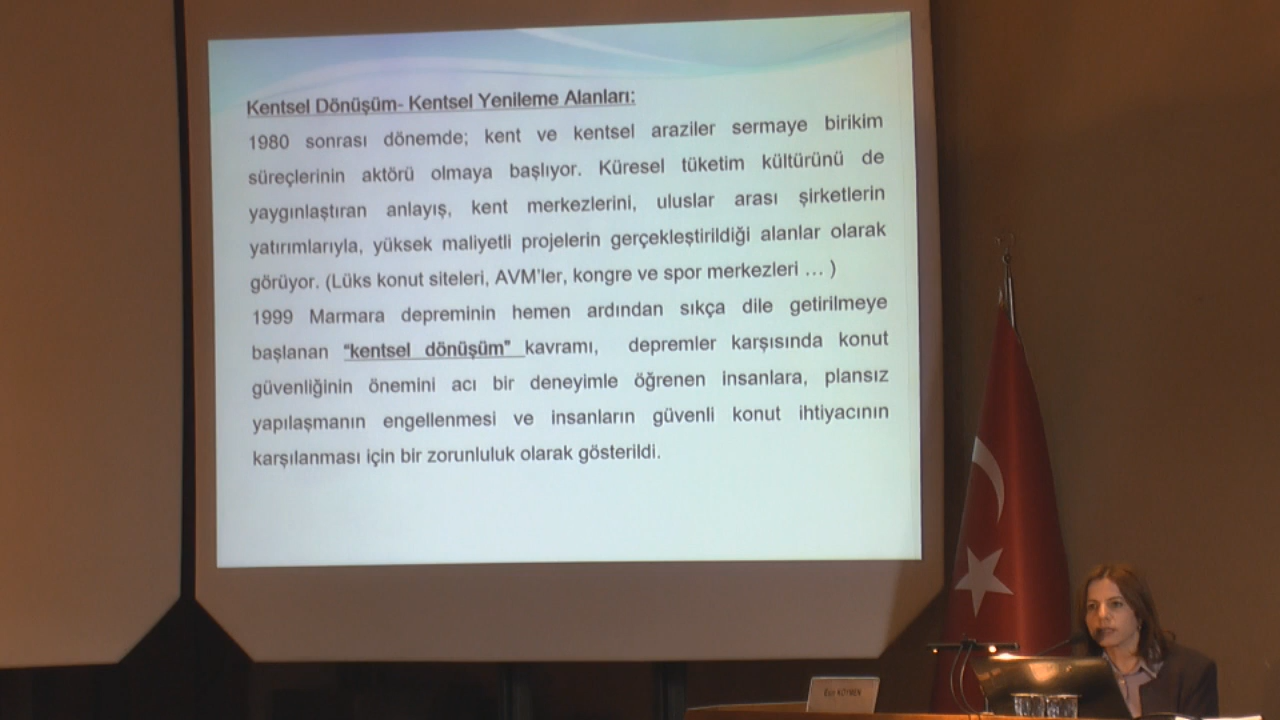 Kentsel Dönüşüm- Kentsel Yenileme Alanları:
1980 sonrası dönemde; kent ve kentsel araziler sermaye birikim
süreçlerinin aktörü olmaya başlıyor. Küresel tüketim kültürünü de
yaygınlaştıran anlayış, kent merkezlerini, uluslar arası şirketlerin
yatırımlarıyla, yüksek maliyetli projelerin gerçekleştirildiği alanlar olarak
görüyor. (Lüks konut siteleri, AVM'ler, kongre ve spor merkezleri ... )
1999 Marmara depreminin hemen ardından sıkça dile getirilmeye
başlanan "kentsel dönüşüm" kavramı, depremler karşısında konut
güvenliğinin önemini acı bir deneyimle öğrenen insanlara, plansız
yapılaşmanın engellenmesi ve insanların güvenli konut ihtiyacının
karşılanması için bir zorunluluk olarak gösterildi.